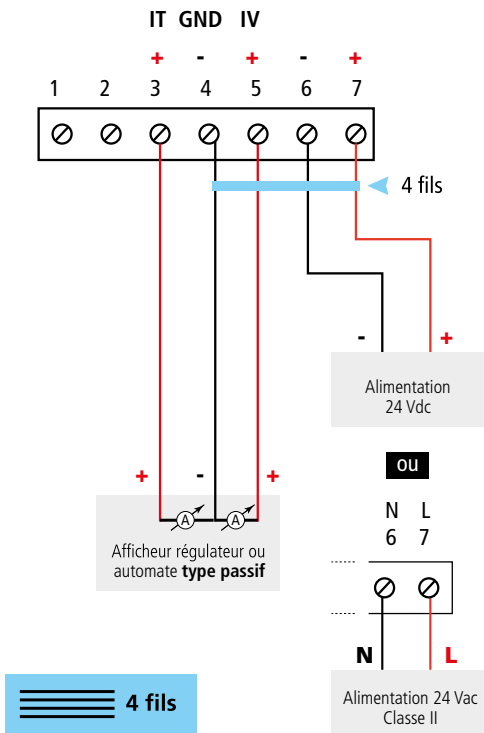 IT GND IV
+ - + - +
1 2 3 4 5 6 7
4 fils
- +
Alimentation
24 Vdc
ou
+ - +
N L
6 7
A A
Afficheur régulateur ou
automate type passif
N L
4 fils
Alimentation 24 Vac
Classe II